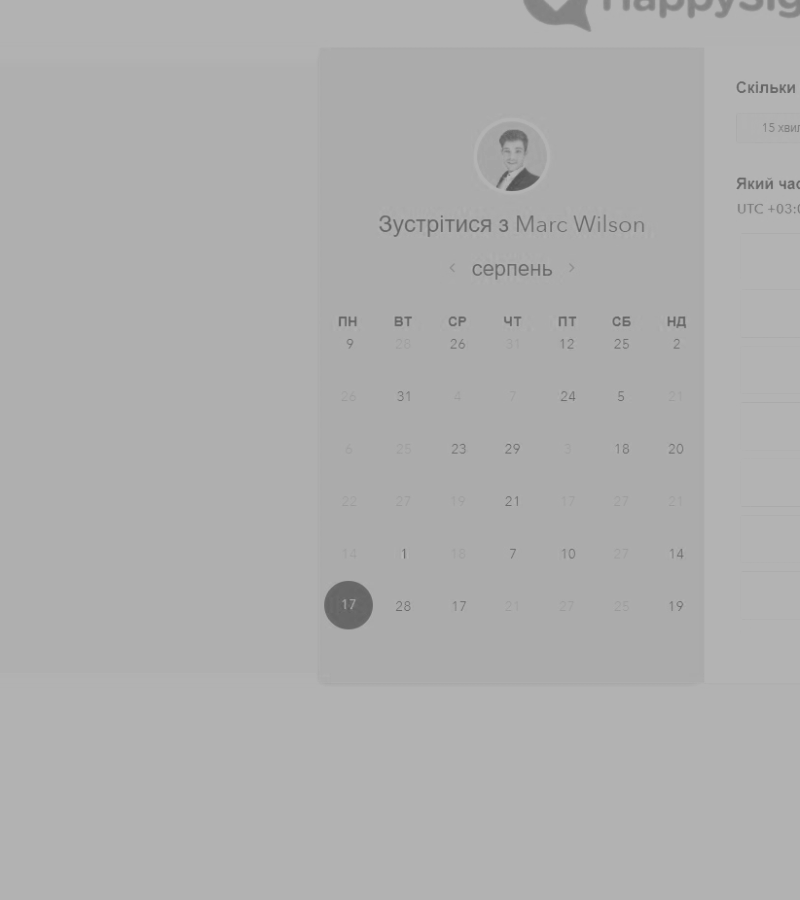 HappySig
Зустрітися з Marc Wilson
< серпень >
ПН ВТ СР ЧТ ПТ СБ НД
9 28 26 31 12 25 2
26 31 4 7 24 5 21
6 25 23 29 3 18 20
22 27 19 21 17 27 21
14 1 18 7 10 27 14
17 28 17 21 27 25 19
Скільки
15 хвил
Який час
UTC +03:0